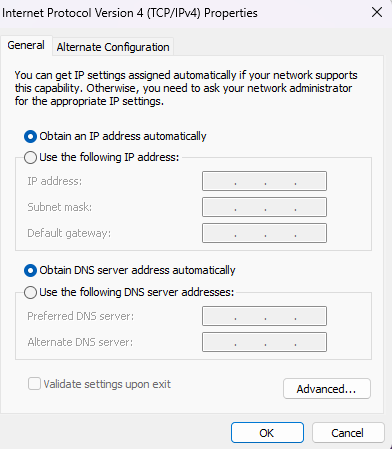 Internet Protocol Version 4 (TCP/IPv4) Properties
General
Alternate Configuration
You can get IP settings assigned automatically if your network supports
this capability. Otherwise, you need to ask your network administrator
for the appropriate IP settings.
Obtain an IP address automatically
Use the following IP address:
IP address:
. . .
Subnet mask:
. . .
Default gateway:
. . .
Obtain DNS server address automatically
Use the following DNS server addresses:
Preferred DNS server:
. . .
Alternate DNS server:
. . .
Validate settings upon exit
Advanced...
OK
Cancel